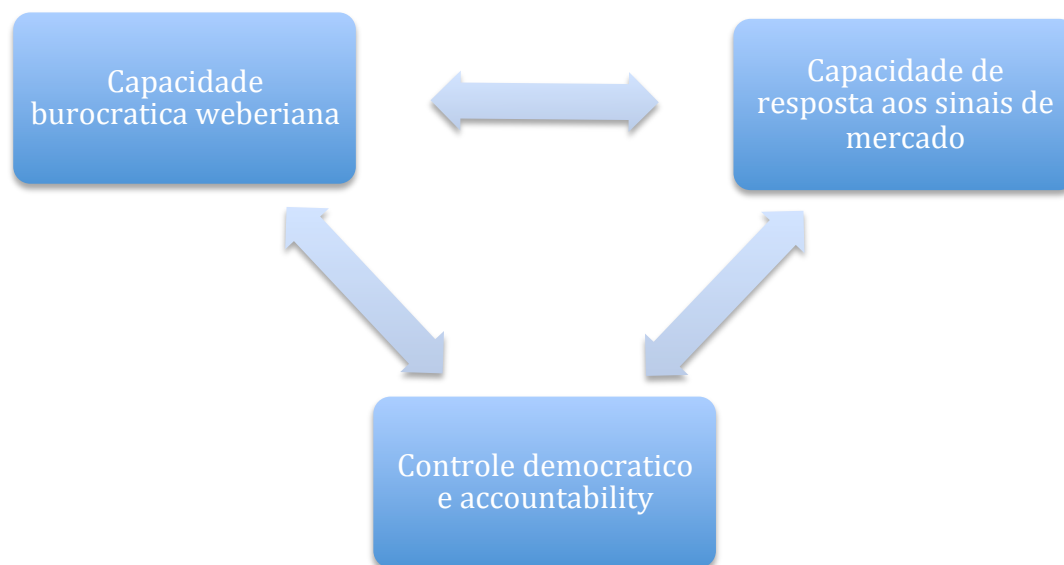 Capacidade
burocratica weberiana
Capacidade de
resposta aos sinais de
mercado
Controle democratico
e accountability